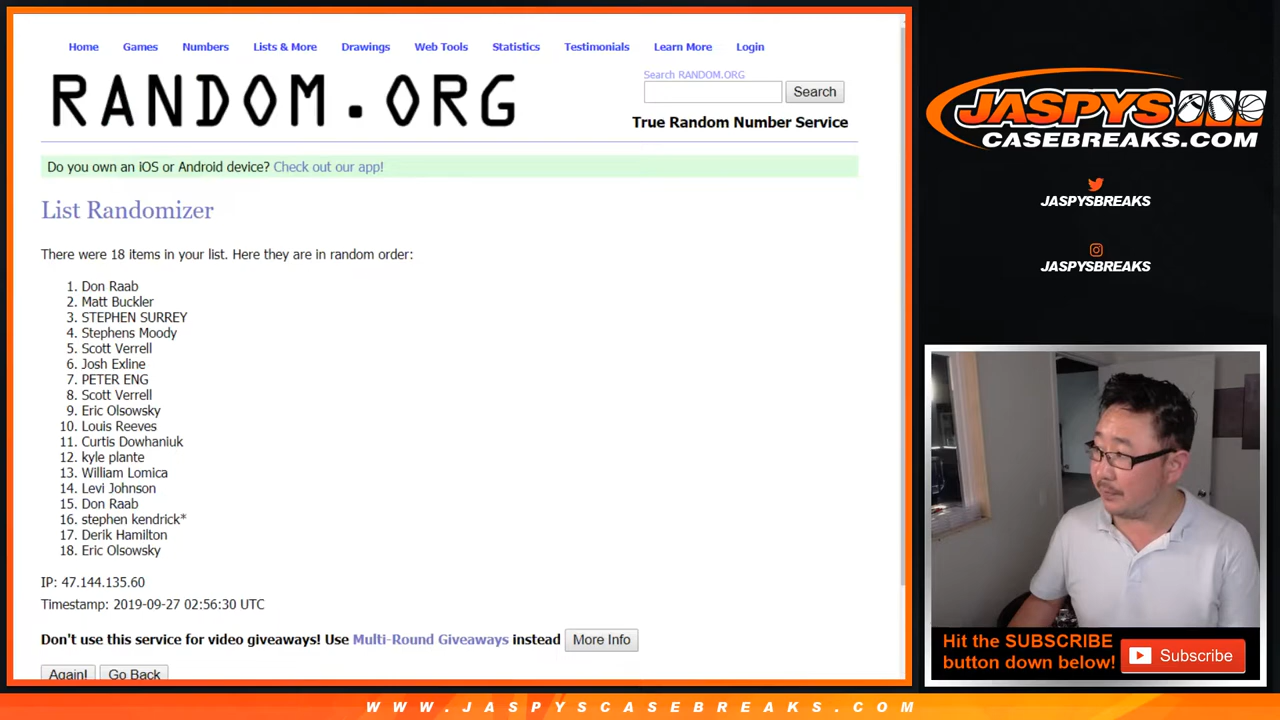 Home Games Numbers Lists & More Drawings Web Tools Statistics Testimonials Learn More Login
RANDOM.ORG
Search RANDOM.ORG
Search
True Random Number Service
Do you own an iOS or Android device? Check out our app!
List Randomizer
There were 18 items in your list. Here they are in random order:
1. Don Raab
2. Matt Buckler
3. STEPHEN SURREY
4. Stephens Moody
5. Scott Verrell
6. Josh Exline
7. PETER ENG
8. Scott Verrell
9. Eric Olsowsky
10. Louis Reeves
11. Curtis Dowhaniuk
12. kyle plante
13. William Lomica
14. Levi Johnson
15. Don Raab
16. stephen kendrick*
17. Derik Hamilton
18. Eric Olsowsky
IP: 47.144.135.60
Timestamp: 2019-09-27 02:56:30 UTC
Don't use this service for video giveaways! Use Multi-Round Giveaways instead More Info
Again! Go Back
JASPYS
CASEBREAKS.COM
JASPYSBREAKS
JASPYSBREAKS
Hit the SUBSCRIBE
button down below!
Subscribe
WWW.JASPYSCASEBREAKS.COM